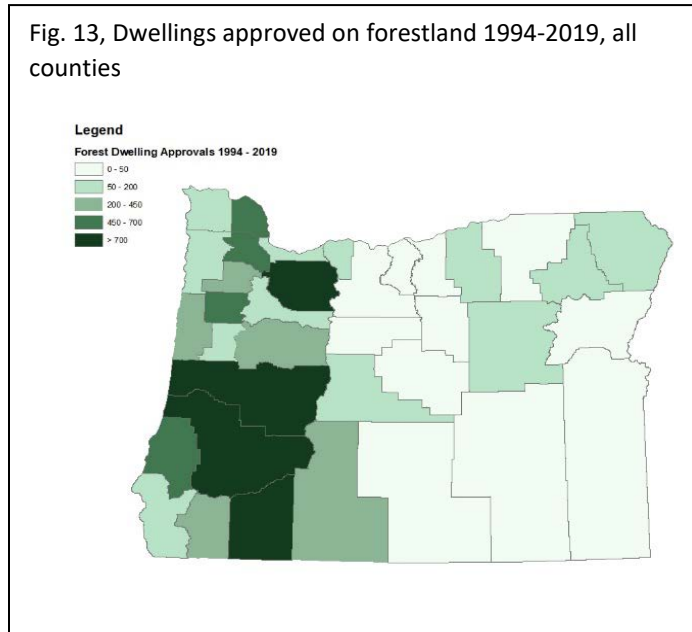 Fig. 13, Dwellings approved on forestland 1994-2019, all
counties
Legend
Forest Dwelling Approvals 1994 - 2019
0 - 50
50 - 200
200 - 450
450 - 700
> 700